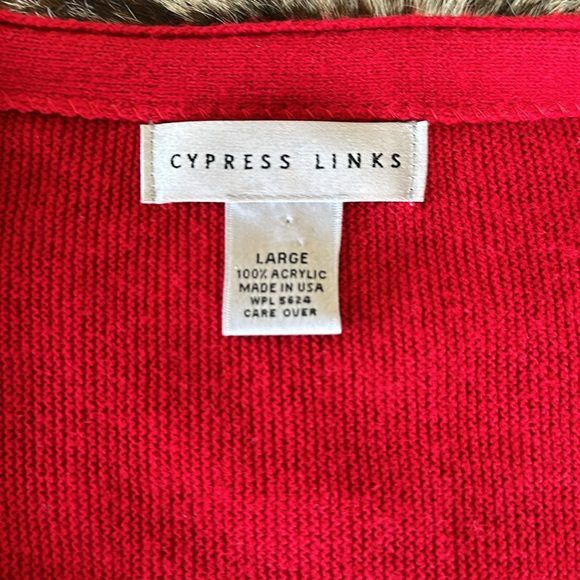 CYPRESS LINKS
LARGE
100% ACRYLIC
MADE IN USA
WPL 5624
CARE OVER